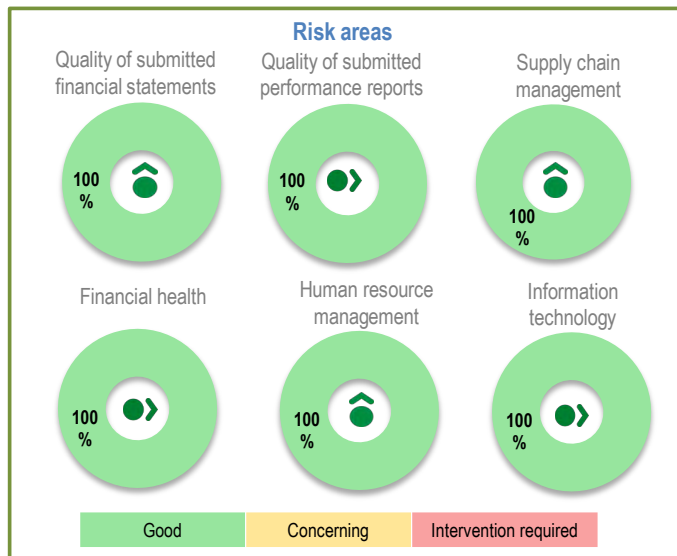 Risk areas
Quality of submitted
financial statements
Quality of submitted
performance reports
Supply chain
management
100
%
100
%
100
%
Financial health
Human resource
management
Information
technology
100
%
100
%
100
%
Good
Concerning
Intervention required